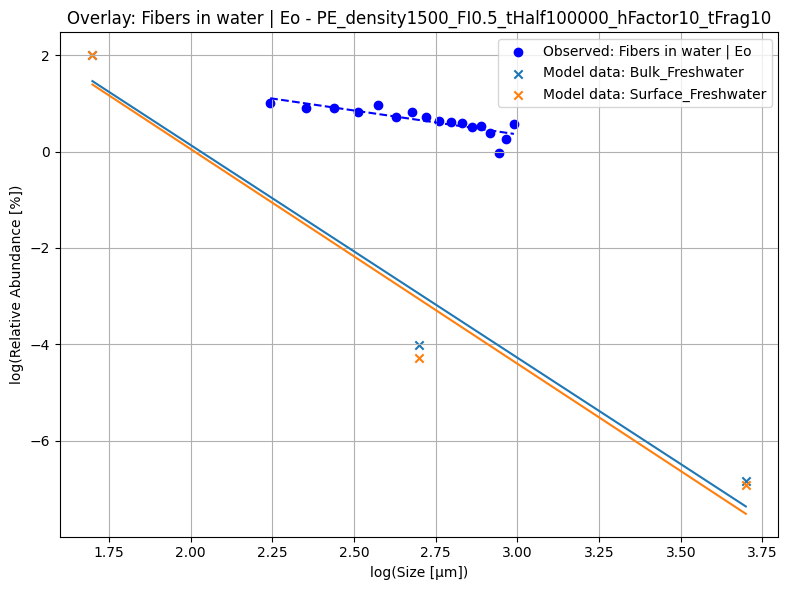 Overlay: Fibers in water | Eo - PE_density1500_FI0.5_tHalf100000_hFactor10_tFrag10
Observed: Fibers in water | Eo
Model data: Bulk_Freshwater
Model data: Surface_Freshwater
log(Relative Abundance [%])
2
0
−2
−4
−6
1.75
2.00
2.25
2.50
2.75
3.00
3.25
3.50
3.75
log(Size [µm])